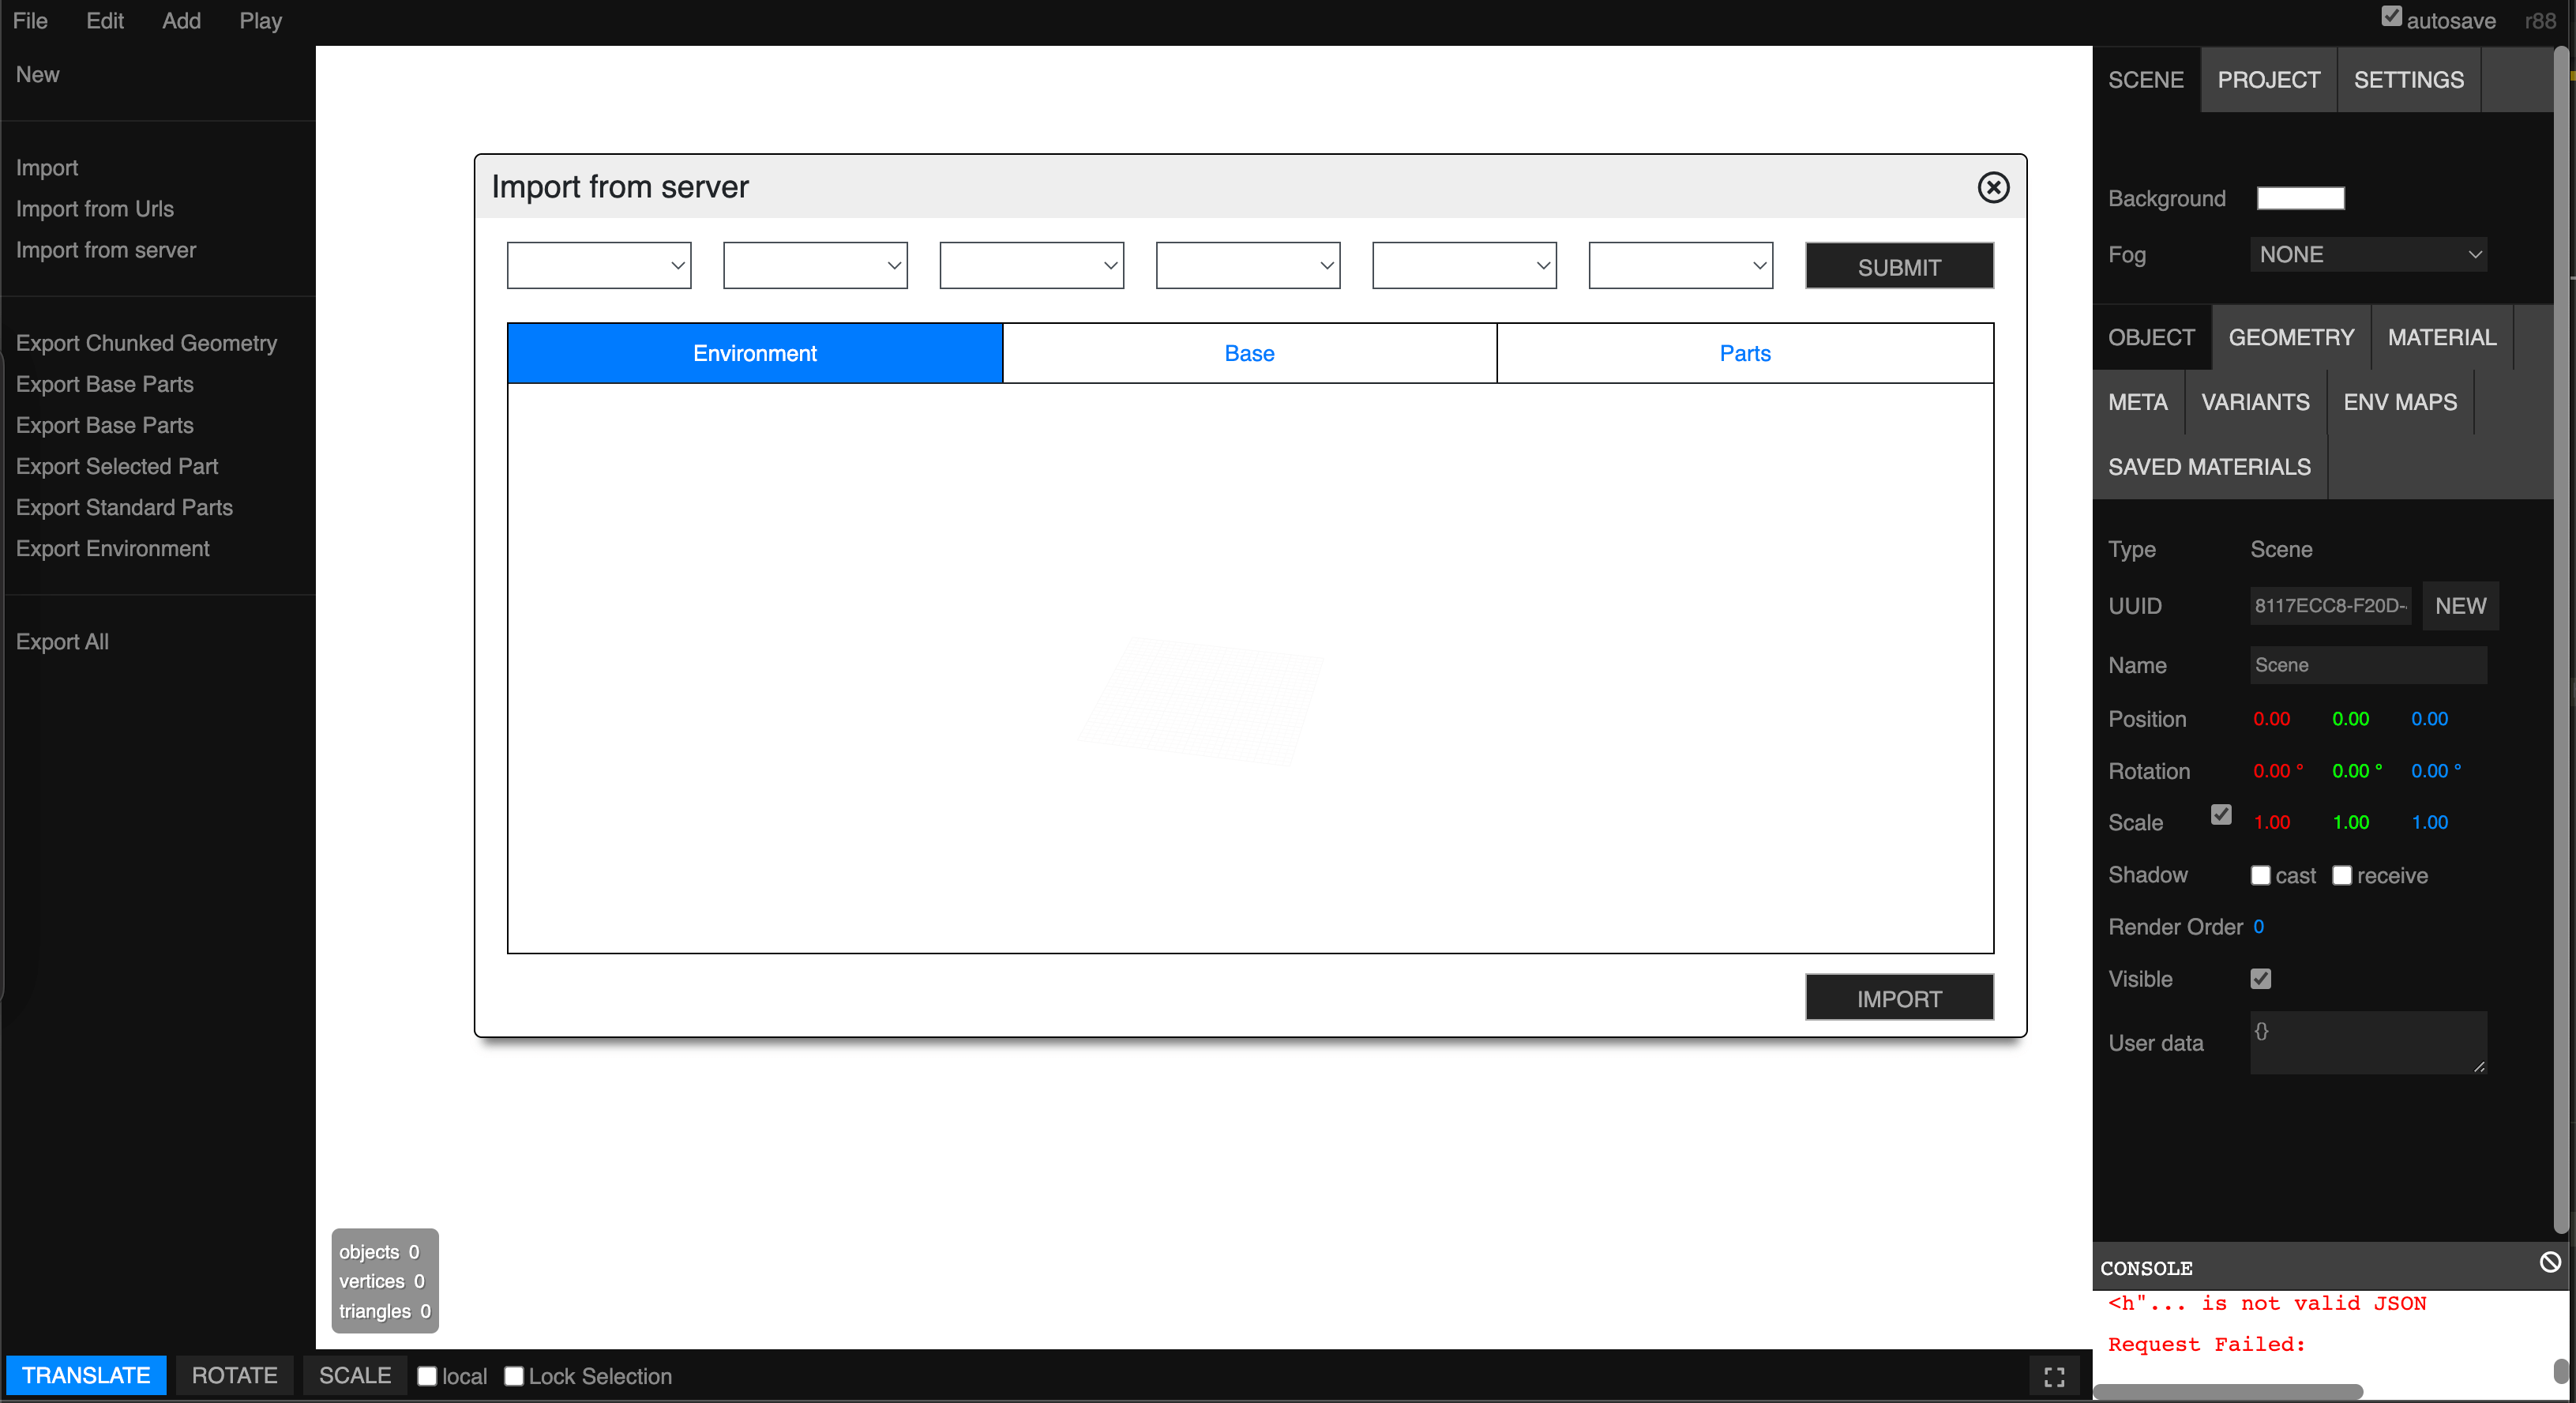 File Edit Add Play
autosave r88
New
Import
Import from Urls
Import from server
Export Chunked Geometry
Export Base Parts
Export Base Parts
Export Selected Part
Export Standard Parts
Export Environment
Export All
Import from server
SUBMIT
Environment Base Parts
IMPORT
objects 0
vertices 0
triangles 0
TRANSLATE ROTATE SCALE local Lock Selection
SCENE PROJECT SETTINGS
Background
Fog NONE
OBJECT GEOMETRY MATERIAL
META VARIANTS ENV MAPS
SAVED MATERIALS
Type Scene
UUID 8117ECC8-F20D- NEW
Name Scene
Position 0.00 0.00 0.00
Rotation 0.00 ° 0.00 ° 0.00 °
Scale 1.00 1.00 1.00
Shadow cast receive
Render Order 0
Visible
User data {}
CONSOLE
<h"... is not valid JSON
Request Failed: